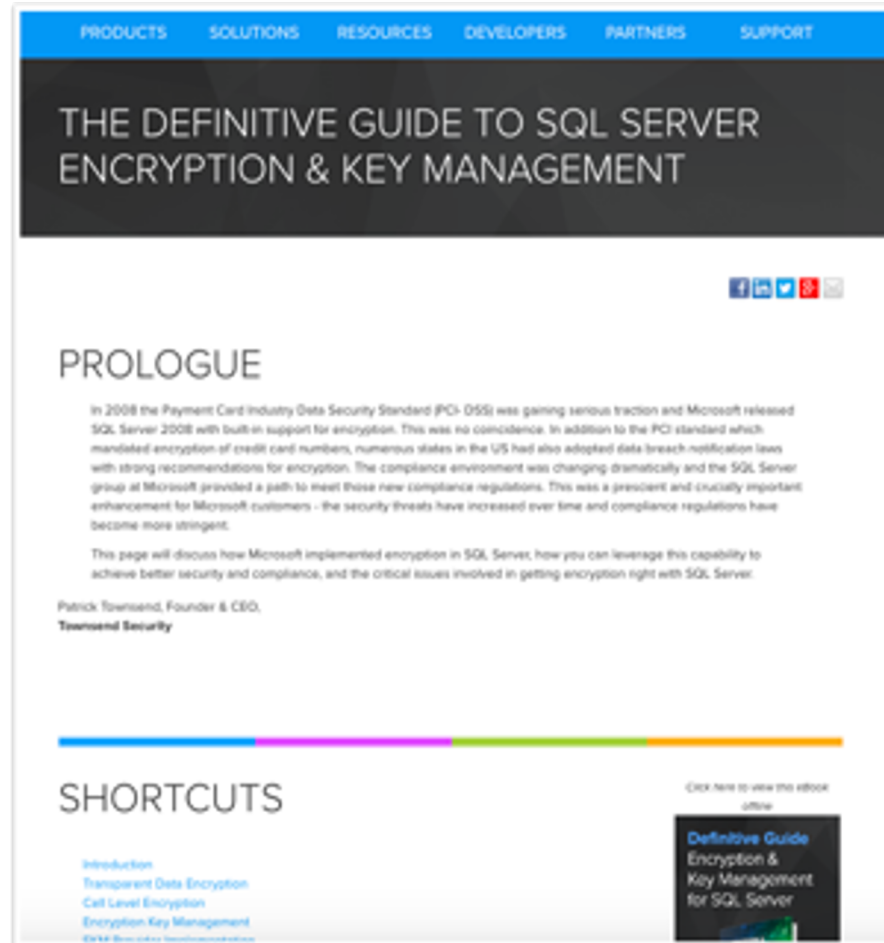 PRODUCTS SOLUTIONS RESOURCES DEVELOPERS PARTNERS SUPPORT
THE DEFINITIVE GUIDE TO SQL SERVER
ENCRYPTION & KEY MANAGEMENT
PROLOGUE
In 2008 the Payment Card Industry Data Security Standard (PCI- DSS) was gaining serious traction and Microsoft released
SQL Server 2008 with built-in support for encryption. This was no coincidence. In addition to the PCI standard which
mandated encryption of credit card numbers, numerous states in the US had also adopted data breach notification laws
with strong recommendations for encryption. The compliance environment was changing dramatically and the SQL Server
group at Microsoft provided a path to meet those new compliance regulations. This was a prescient and crucially important
enhancement for Microsoft customers - the security threats have increased over time and compliance regulations have
become more stringent.
This page will discuss how Microsoft implemented encryption in SQL Server, how you can leverage this capability to
achieve better security and compliance, and the critical issues involved in getting encryption right with SQL Server.
Patrick Townsend, Founder & CEO,
Townsend Security
SHORTCUTS
Click here to view this eBook
offline
Definitive Guide
Encryption &
Key Management
for SQL Server
Introduction
Transparent Data Encryption
Cell Level Encryption
Encryption Key Management
EKM Provider Implementation